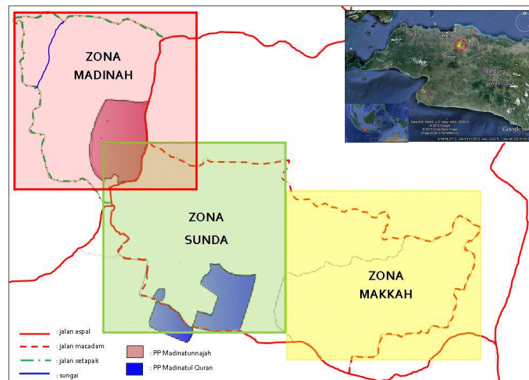 ZONA
MADINAH
ZONA
SUNDA
ZONA
MAKKAH
: jalan aspal
: jalan macadam
: jalan setapak
: sungai
: PP Madinatunnajah
: PP Madinatul Quran